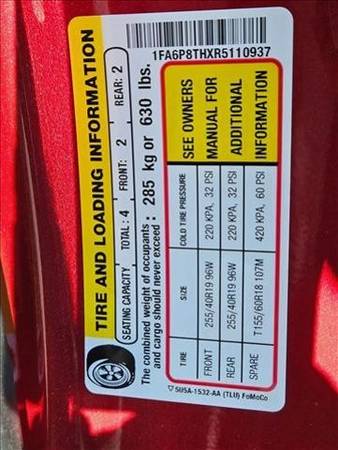 1FA6P8THXR5110937
TIRE AND LOADING INFORMATION
SEATING CAPACITY TOTAL: 4 FRONT: 2 REAR: 2
The combined weight of occupants
and cargo should never exceed : 285 kg or 630 lbs.
TIRE SIZE COLD TIRE PRESSURE SEE OWNERS
FRONT 255/40R19 96W 220 KPA, 32 PSI MANUAL FOR
REAR 255/40R19 96W 220 KPA, 32 PSI ADDITIONAL
SPARE T155/60R18 107M 420 KPA, 60 PSI INFORMATION
5U5A-1532-AA (TLU) FoMoCo